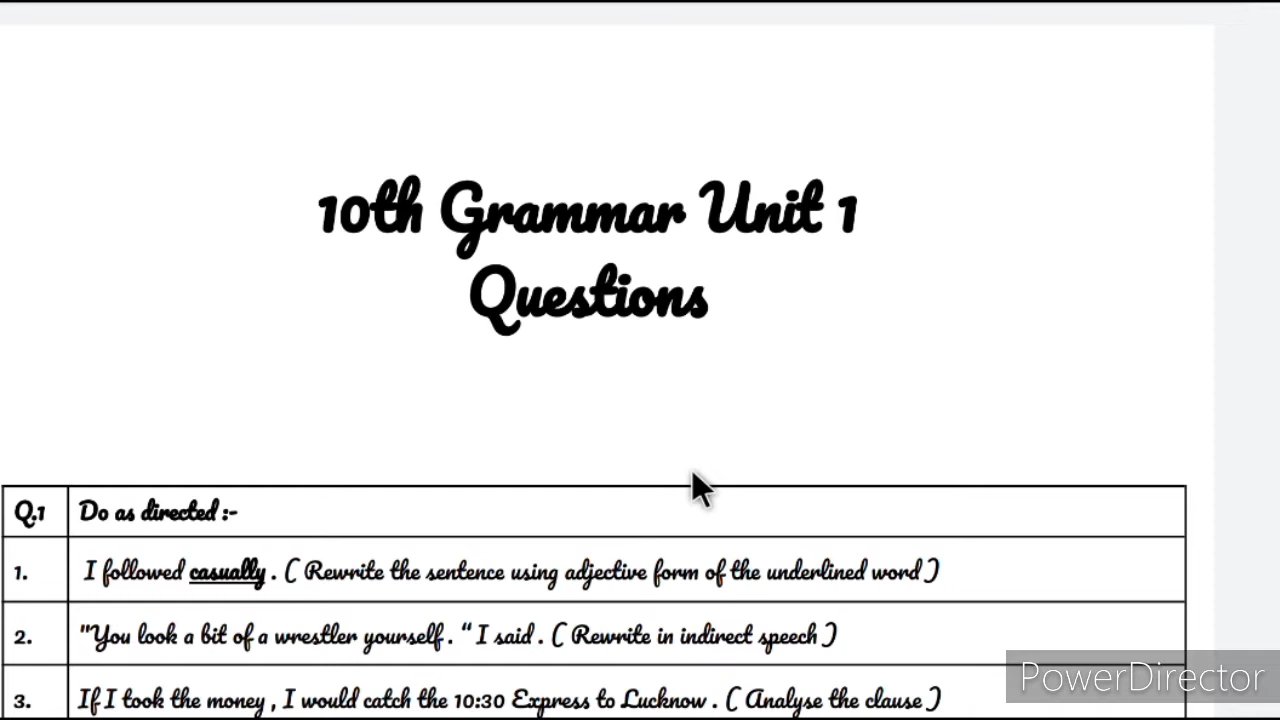 10th Grammar Unit 1
Questions
Q.1 Do as directed :-
1. I followed casually . ( Rewrite the sentence using adjective form of the underlined word )
2. "You look a bit of a wrestler yourself . “ I said . ( Rewrite in indirect speech )
3. If I took the money , I would catch the 10:30 Express to Lucknow . ( Analyse the clause )
PowerDirector